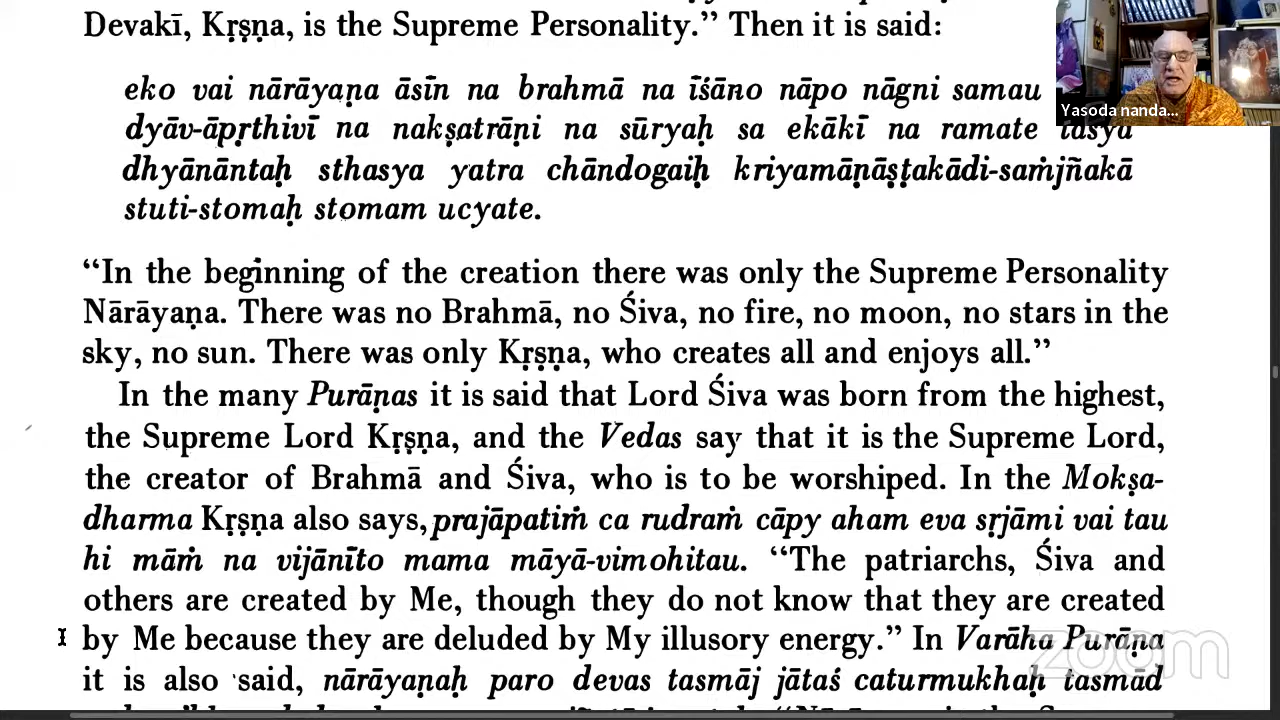 Devakī, Kṛṣṇa, is the Supreme Personality.” Then it is said:
eko vai nārāyaṇa āsīn na brahmā na īśāno nāpo nāgni samau
dyāv-āpṛthivī na nakṣatrāṇi na sūryaḥ sa ekākī na ramate tasya
dhyānāntaḥ sthasya yatra chāndogaiḥ kriyamāṇāṣṭakādi-saṁjñakā
stuti-stomaḥ stomam ucyate.
“In the beginning of the creation there was only the Supreme Personality
Nārāyaṇa. There was no Brahmā, no Śiva, no fire, no moon, no stars in the
sky, no sun. There was only Kṛṣṇa, who creates all and enjoys all.”
In the many Purāṇas it is said that Lord Śiva was born from the highest,
the Supreme Lord Kṛṣṇa, and the Vedas say that it is the Supreme Lord,
the creator of Brahmā and Śiva, who is to be worshiped. In the Mokṣa-
dharma Kṛṣṇa also says, prajāpatiṁ ca rudraṁ cāpy aham eva sṛjāmi vai tau
hi māṁ na vijānīto mama māyā-vimohitau. “The patriarchs, Śiva and
others are created by Me, though they do not know that they are created
by Me because they are deluded by My illusory energy.” In Varāha Purāṇa
it is also said, nārāyaṇaḥ paro devas tasmāj jātaś caturmukhaḥ tasmād
Yasoda nanda...
zoom